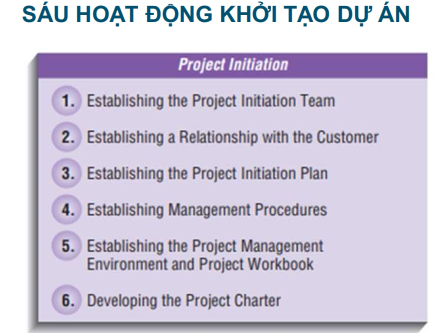 SÁU HOẠT ĐỘNG KHỞI TẠO DỰ ÁN
Project Initiation
1. Establishing the Project Initiation Team
2. Establishing a Relationship with the Customer
3. Establishing the Project Initiation Plan
4. Establishing Management Procedures
5. Establishing the Project Management
Environment and Project Workbook
6. Developing the Project Charter